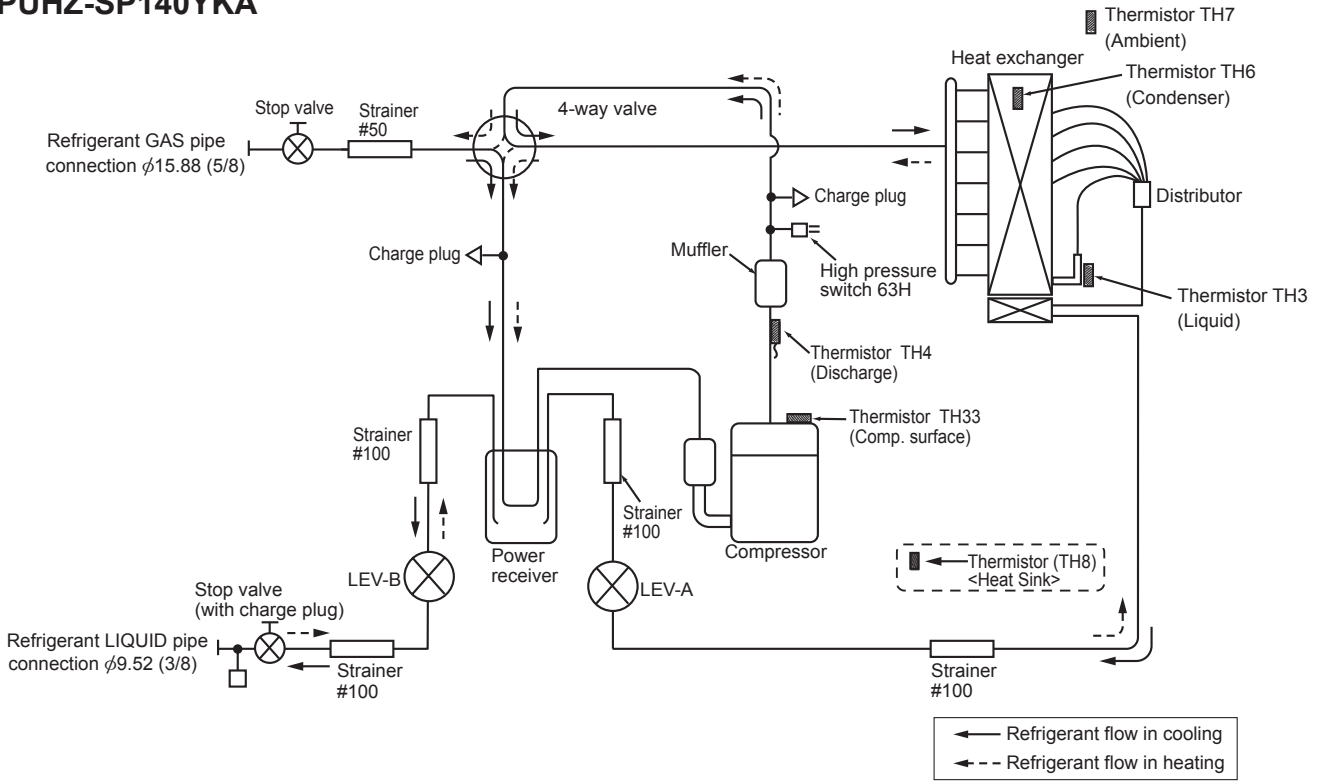 PUHZ-SP140YKA
Thermistor TH7
(Ambient)
Heat exchanger
Thermistor TH6
(Condenser)
Stop valve
Strainer
#50
4-way valve
Refrigerant GAS pipe
connection ϕ15.88 (5/8)
Charge plug
Distributor
Charge plug
Muffler
High pressure
switch 63H
Thermistor TH3
(Liquid)
Thermistor TH4
(Discharge)
Thermistor TH33
(Comp. surface)
Strainer
#100
Strainer
#100
Compressor
Power
receiver
Thermistor (TH8)
<Heat Sink>
LEV-B
LEV-A
Stop valve
(with charge plug)
Refrigerant LIQUID pipe
connection ϕ9.52 (3/8)
Strainer
#100
Strainer
#100
Refrigerant flow in cooling
Refrigerant flow in heating